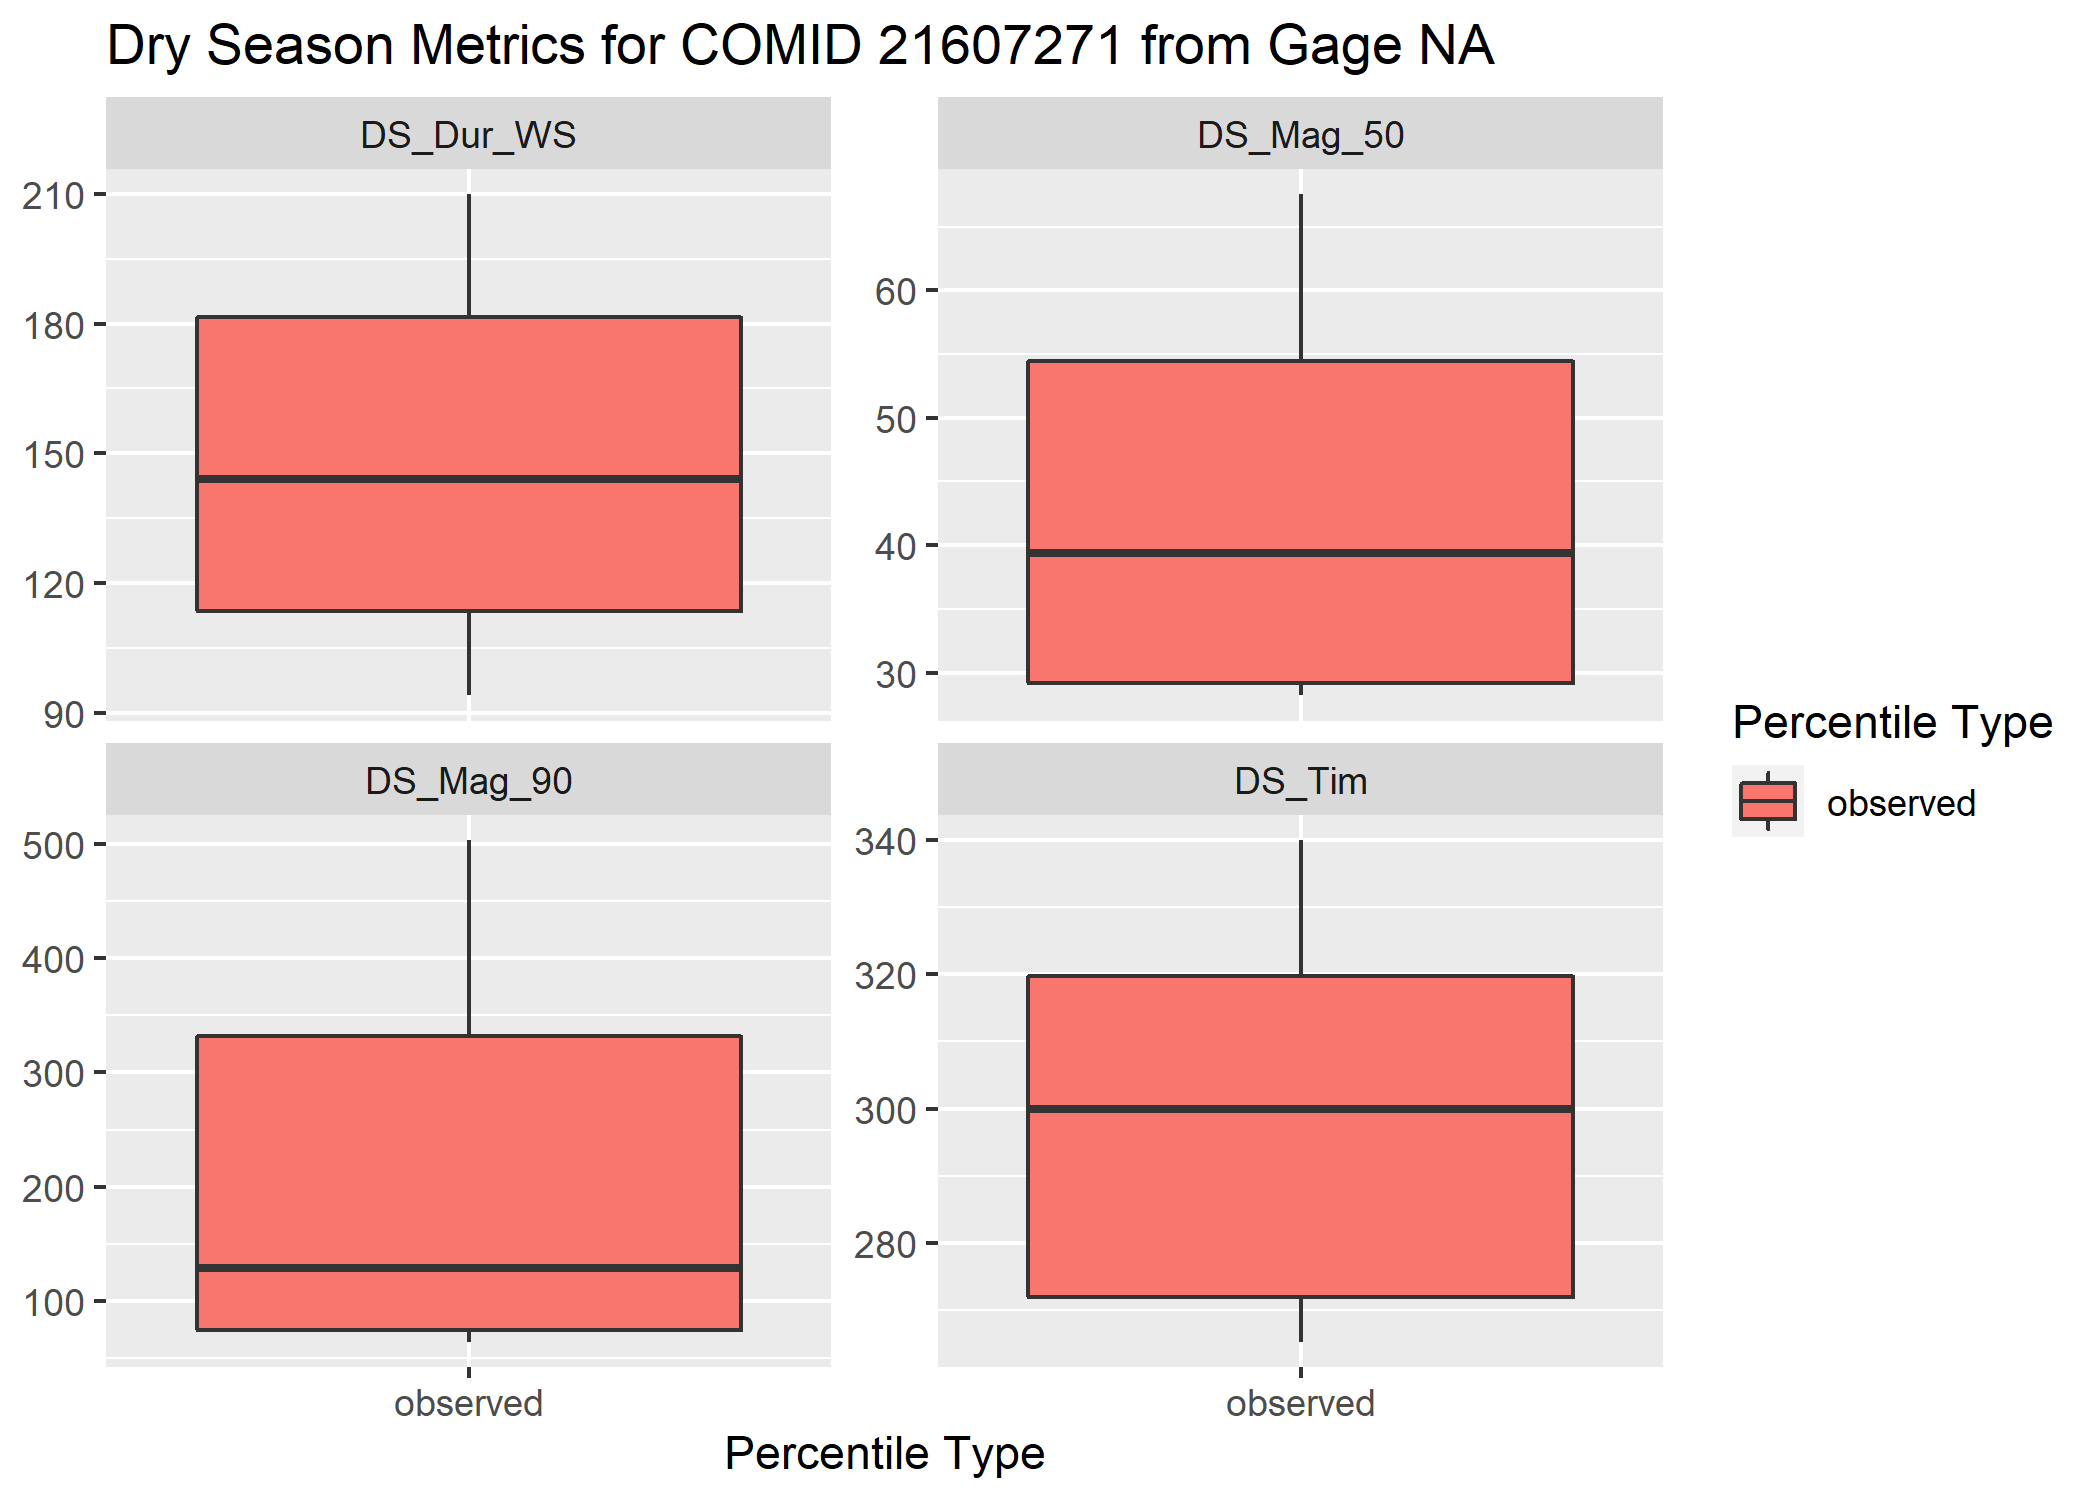 Dry Season Metrics for COMID 21607271 from Gage NA
DS_Dur_WS
210
180
150
120
90
DS_Mag_50
60
50
40
30
DS_Mag_90
500
400
300
200
100
observed
DS_Tim
340
320
300
280
observed
Percentile Type
Percentile Type
observed